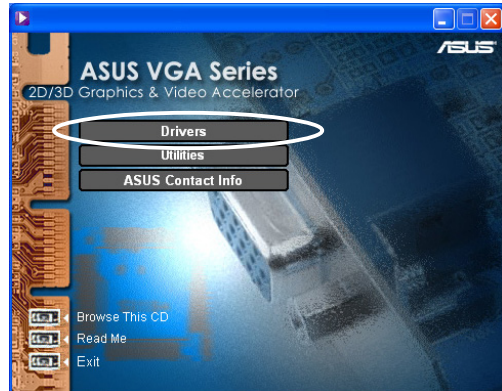 ASUS
ASUS VGA Series
2D/3D Graphics & Video Accelerator
Drivers
Utilities
ASUS Contact Info
Browse This CD
Read Me
Exit